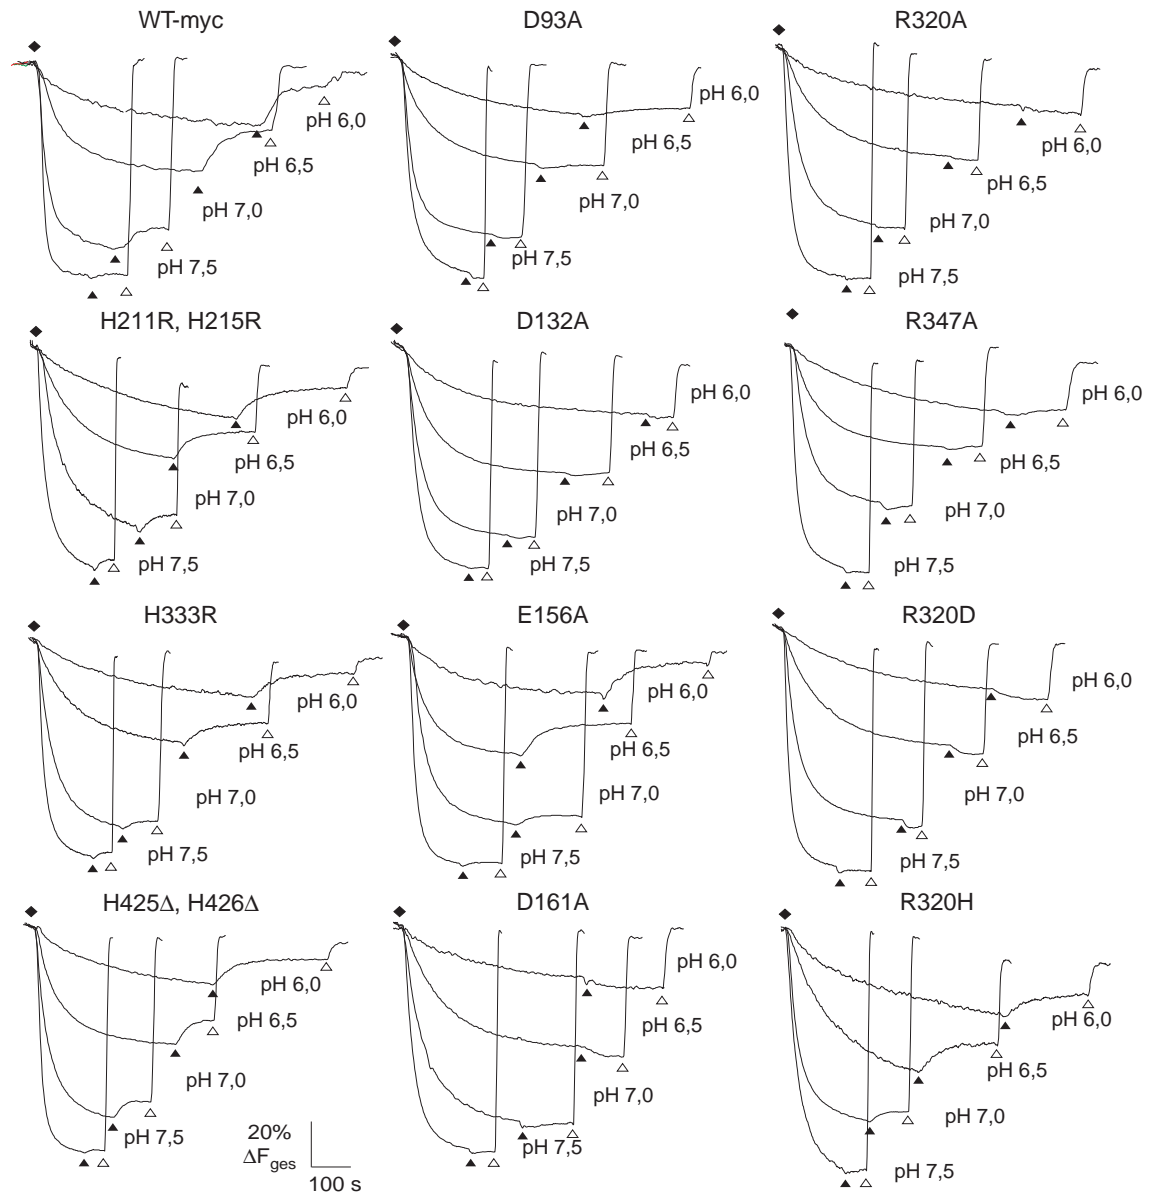 WT-myc
D93A
R320A
pH 6,0
pH 6,0
pH 6,5
pH 6,5
pH 6,0
pH 6,5
pH 7,0
pH 7,0
pH 7,0
pH 7,5
pH 7,5
pH 7,5
H211R, H215R
D132A
R347A
pH 6,0
pH 6,0
pH 6,0
pH 6,5
pH 6,5
pH 6,5
pH 7,0
pH 7,0
pH 7,0
pH 7,5
pH 7,5
pH 7,5
H333R
E156A
R320D
pH 6,0
pH 6,0
pH 6,0
pH 6,5
pH 6,5
pH 6,5
pH 7,0
pH 7,0
pH 7,0
pH 7,5
pH 7,5
pH 7,5
H425Δ, H426Δ
D161A
R320H
pH 6,0
pH 6,0
pH 6,0
pH 6,5
pH 6,5
pH 6,5
pH 7,0
pH 7,0
pH 7,0
pH 7,5
pH 7,5
pH 7,5
20%
ΔFges
100 s